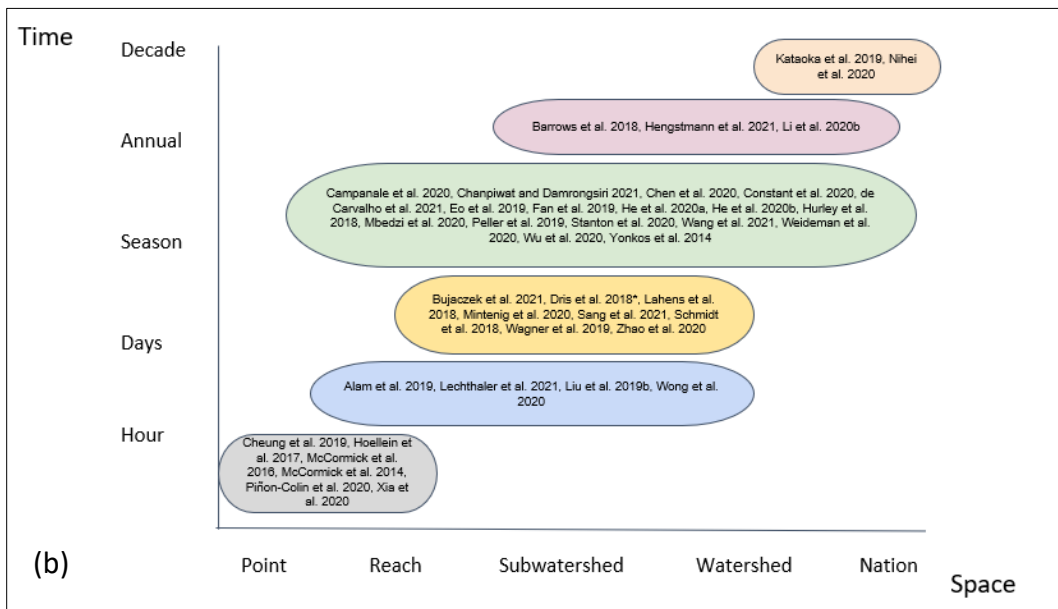 Time
Decade
Kataoka et al. 2019, Nihei
et al. 2020
Annual
Barrows et al. 2018, Hengstmann et al. 2021, Li et al. 2020b
Campanale et al. 2020, Chanpiwat and Damrongsiri 2021, Chen et al. 2020, Constant et al. 2020, de
Carvalho et al. 2021, Eo et al. 2019, Fan et al. 2019, He et al. 2020a, He et al. 2020b, Hurley et al.
2018, Mbedzi et al. 2020, Peller et al. 2019, Stanton et al. 2020, Wang et al. 2021, Weideman et al.
2020, Wu et al. 2020, Yonkos et al. 2014
Season
Bujaczek et al. 2021, Dris et al. 2018*, Lahens et al.
2018, Mintenig et al. 2020, Sang et al. 2021, Schmidt
et al. 2018, Wagner et al. 2019, Zhao et al. 2020
Days
Alam et al. 2019, Lechthaler et al. 2021, Liu et al. 2019b, Wong et al.
2020
Hour
Cheung et al. 2019, Hoellein et
al. 2017, McCormick et al.
2016, McCormick et al. 2014,
Piñon-Colin et al. 2020, Xia et
al. 2020
(b)
Point Reach Subwatershed Watershed Nation
Space